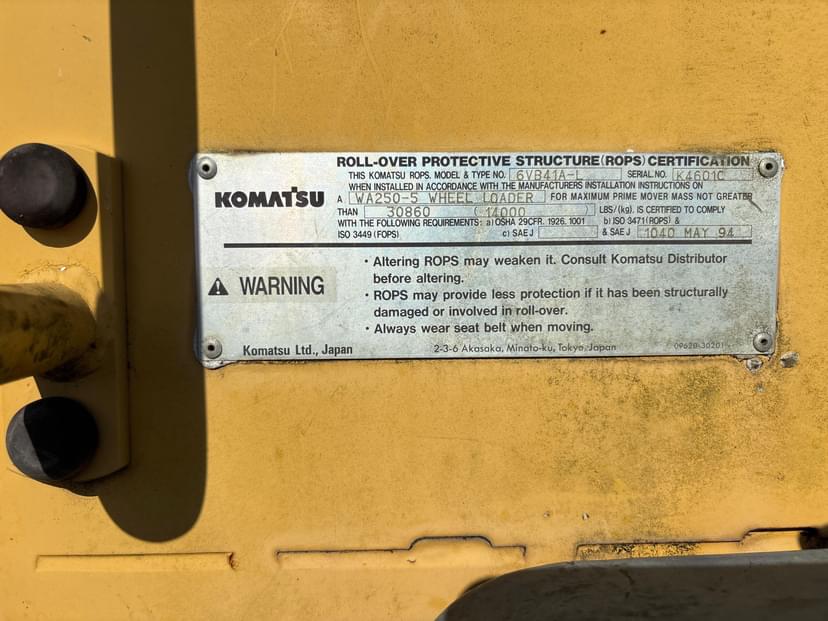 ROLL-OVER PROTECTIVE STRUCTURE (ROPS) CERTIFICATION
THIS KOMATSU ROPS. MODEL & TYPE NO. 6VB41A-L SERIAL.NO. K4601C
WHEN INSTALLED IN ACCORDANCE WITH THE MANUFACTURERS INSTALLATION INSTRUCTIONS ON
KOMATSU
A WA250-5 WHEEL LOADER FOR MAXIMUM PRIME MOVER MASS NOT GREATER
THAN 30860 (14000) LBS/(kg), IS CERTIFIED TO COMPLY
WITH THE FOLLOWING REQUIREMENTS: a) OSHA 29CFR. 1926. 1001 b) ISO 3471 (ROPS) &
ISO 3449 (FOPS) c) SAE J & SAE J 1040 MAY 94
WARNING
• Altering ROPS may weaken it. Consult Komatsu Distributor
before altering.
• ROPS may provide less protection if it has been structurally
damaged or involved in roll-over.
• Always wear seat belt when moving.
Komatsu Ltd., Japan 2-3-6 Akasaka, Minato-ku, Tokyo, Japan 09620-30201